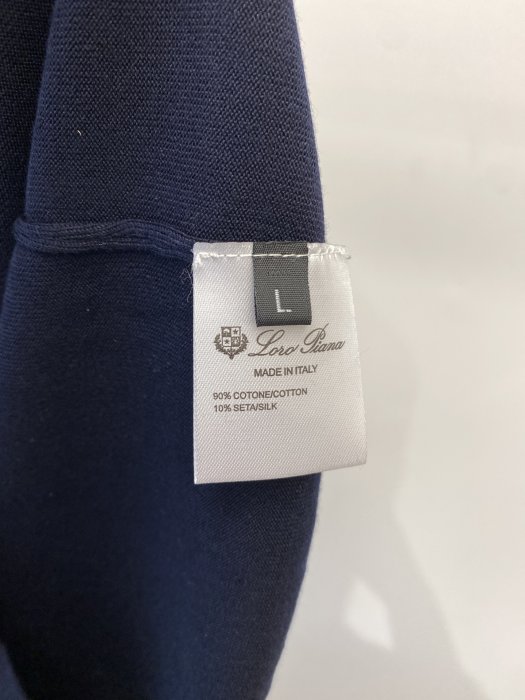 L
Loro Piana
MADE IN ITALY
90% COTONE/COTTON
10% SETA/SILK